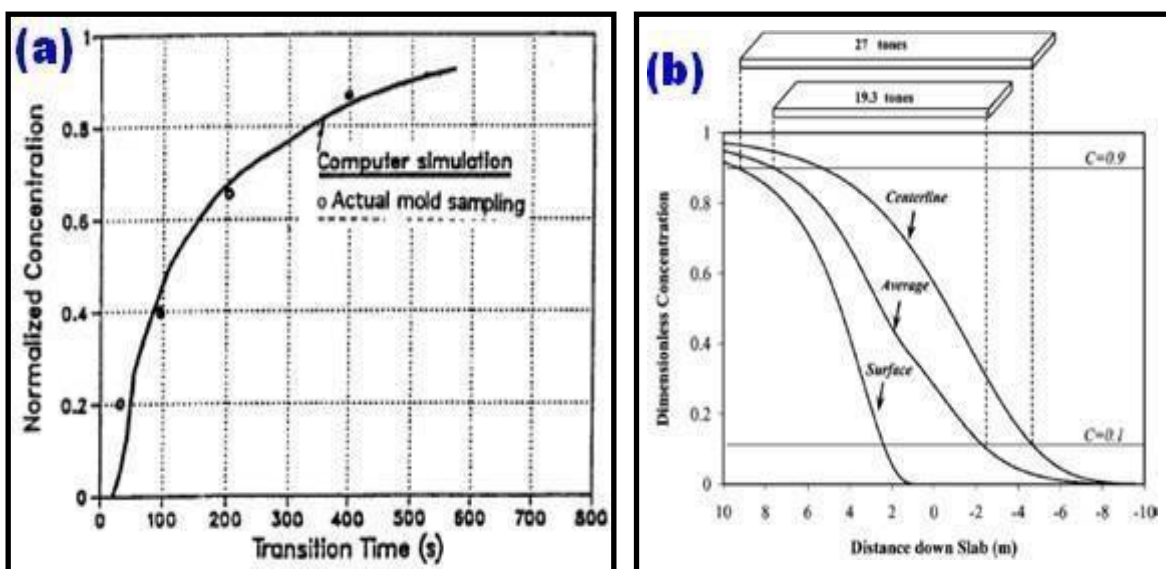 (a)
1
0.8
0.6
0.4
0.2
0
Normalized Concentration
Computer simulation
o Actual mold sampling
0 100 200 300 400 500 600 700 800
Transition Time (s)
(b)
27 tones
19.3 tones
1
0.8
0.6
0.4
0.2
0
Dimensionless Concentration
C=0.9
Centerline
Average
Surface
C=0.1
10 8 6 4 2 0 -2 -4 -6 -8 -10
Distance down Slab (m)